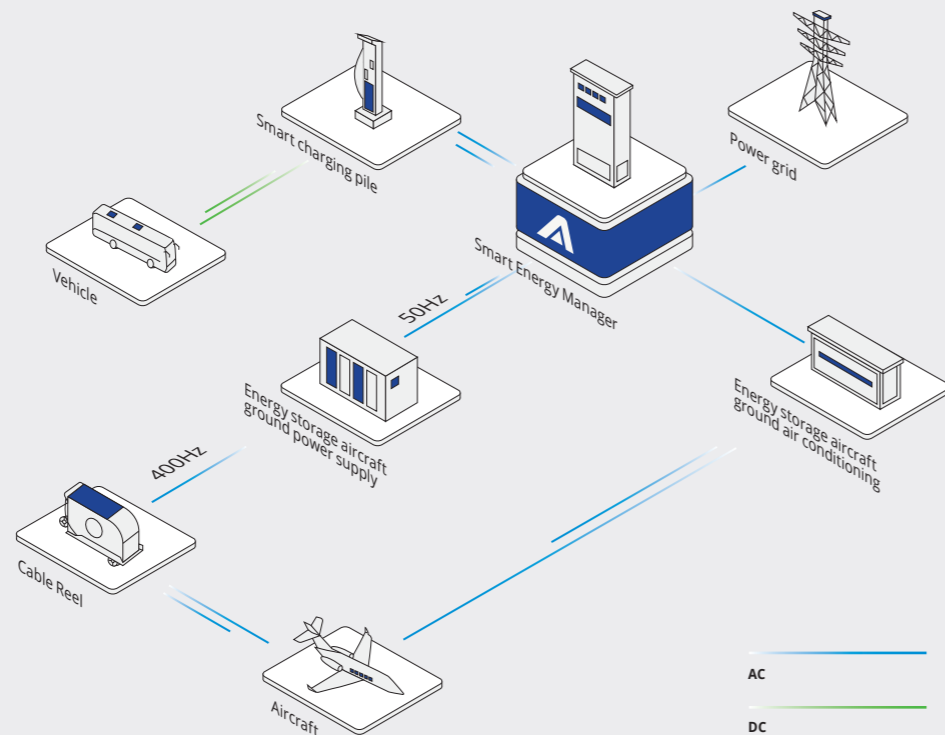 Smart charging pile
Power grid
Vehicle
Smart Energy Manager
50Hz
Energy storage aircraft
ground power supply
Energy storage aircraft
ground air conditioning
400Hz
Cable Reel
Aircraft
AC
DC